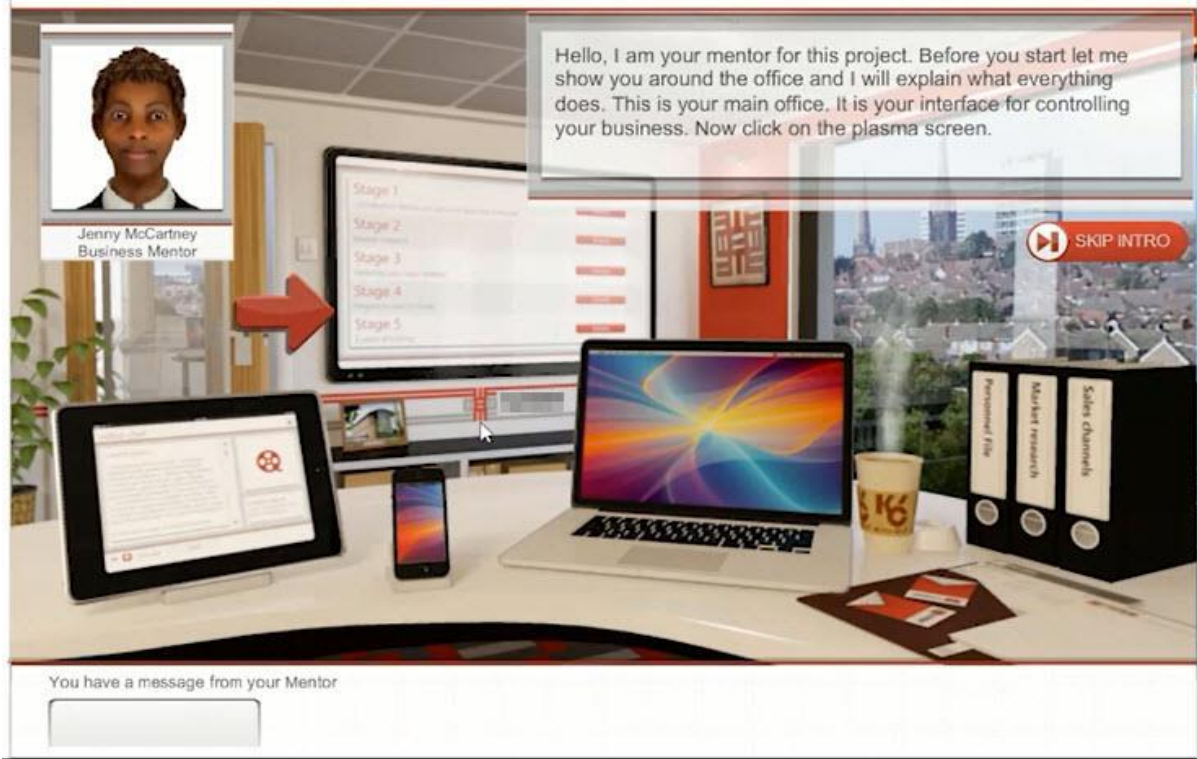 Hello, I am your mentor for this project. Before you start let me
show you around the office and I will explain what everything
does. This is your main office. It is your interface for controlling
your business. Now click on the plasma screen.
Jenny McCartney
Business Mentor
SKIP INTRO
Stage 1
Stage 2
Stage 3
Stage 4
Stage 5
Personnel File
Market research
Sales channels
You have a message from your Mentor